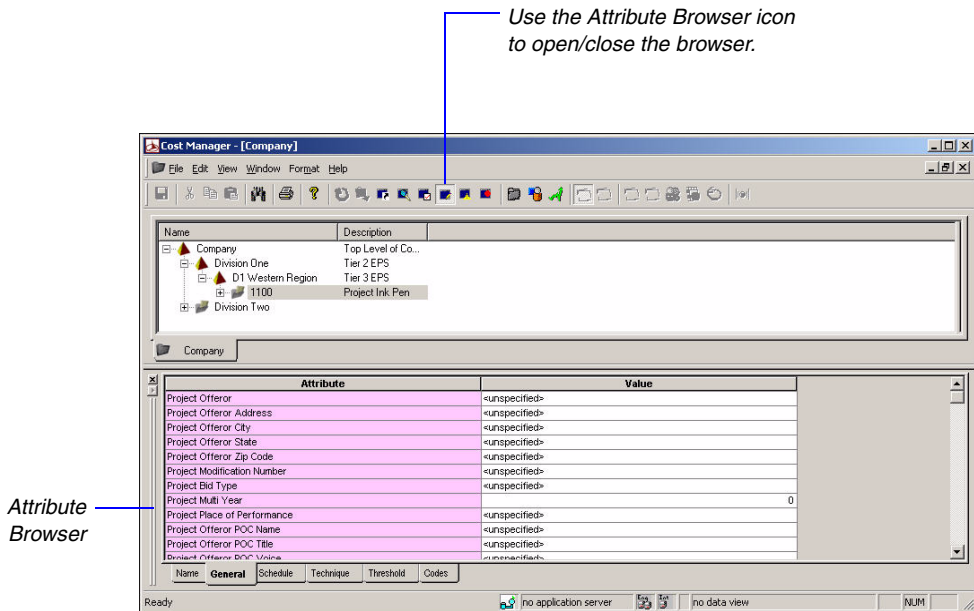 Use the Attribute Browser icon
to open/close the browser.
Cost Manager - [Company]
File Edit View Window Format Help
Name Description
Company Top Level of Co...
Division One Tier 2 EPS
D1 Western Region Tier 3 EPS
1100 Project Ink Pen
Division Two
Company
Attribute Value
Project Offeror <unspecified>
Project Offeror Address <unspecified>
Project Offeror City <unspecified>
Project Offeror State <unspecified>
Project Offeror Zip Code <unspecified>
Project Modification Number <unspecified>
Project Bid Type <unspecified>
Project Multi Year 0
Project Place of Performance <unspecified>
Project Offeror POC Name <unspecified>
Project Offeror POC Title <unspecified>
Project Offeror POC Voice <unspecified>
Attribute
Browser
Name General Schedule Technique Threshold Codes
Ready no application server no data view NUM